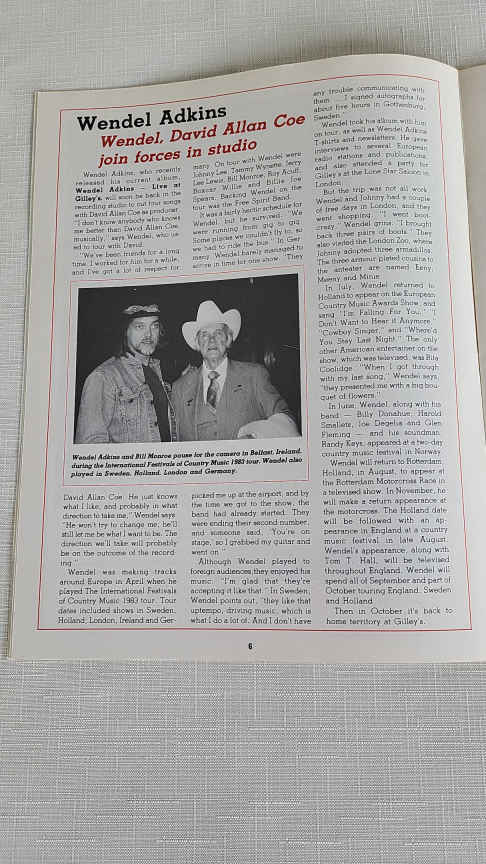 Wendel Adkins
Wendel, David Allan Coe
join forces in studio
Wendel Adkins, who recently
released his current album,
Wendel Adkins — Live at
Gilley's, will soon be back in the
recording studio to cut four songs
with David Allan Coe as producer.
"I don't know anybody who knows
me better than David Allan Coe,
musically," says Wendel, who us-
ed to tour with David.
"We've been friends for a long
time. I worked for him for a while,
and I've got a lot of respect for
David Allan Coe. He just knows
what I like, and probably in what
direction to take me," Wendel says.
"He won't try to change me, he'll
still let me be what I want to be. The
direction we'll take will probably
be on the outcome of the record-
ing."
Wendel was making tracks
around Europe in April when he
played The International Festivals
of Country Music 1983 tour. Tour
dates included shows in Sweden,
Holland, London, Ireland and Ger-
many. On tour with Wendel were
Johnny Lee, Tammy Wynette, Jerry
Lee Lewis, Bill Monroe, Roy Acuff,
Boxcar Willie and Billie Joe
Spears. Backing Wendel on the
tour was the Free Spirit Band.
It was a fairly hectic schedule for
Wendel, but he survived. "We
were running from gig to gig.
Some places we couldn't fly to, so
we had to ride the bus." In Ger-
many, Wendel barely managed to
arrive in time for one show. "They
picked me up at the airport, and by
the time we got to the show, the
band had already started. They
were ending their second number,
and someone said, 'You're on
stage,' so I grabbed my guitar and
went on."
Although Wendel played to
foreign audiences, they enjoyed his
music. "I'm glad that they're
accepting it like that." In Sweden,
Wendel points out, "they like that
uptempo, driving music, which is
what I do a lot of. And I don't have
any trouble communicating with
them ... I signed autographs for
about five hours in Gothenburg,
Sweden."
Wendel took his album with him
on tour, as well as Wendel Adkins
T-shirts and newsletters. He gave
interviews to several European
radio stations and publications,
and also attended a party for
Gilley's at the Lone Star Saloon in
London.
But the trip was not all work.
Wendel and Johnny had a couple
of free days in London, and they
went shopping. "I went boot
crazy," Wendel grins. "I brought
back three pairs of boots." They
also visited the London Zoo, where
Johnny adopted three armadillos.
The three armour plated cousins to
the anteater are named Eeny,
Meeny and Minie.
In July, Wendel returned to
Holland to appear on the European
Country Music Awards Show, and
sang "I'm Falling For You," "I
Don't Want to Hear it Anymore,"
"Cowboy Singer," and "Where'd
You Stay Last Night." The only
other American entertainer on the
show, which was televised, was Rita
Coolidge. "When I got through
with my last song," Wendel says,
"they presented me with a big bou-
quet of flowers."
In June, Wendel, along with his
band — Billy Donahue, Harold
Smallets, Joe Degelia and Glen
Fleming — and his soundman,
Randy Keys, appeared at a two-day
country music festival in Norway.
Wendel will return to Rotterdam,
Holland, in August, to appear at
the Rotterdam Motorcross Race in
a televised show. In November, he
will make a return appearance at
the motorcross. The Holland date
will be followed with an ap-
pearance in England at a country
music festival in late August.
Wendel's appearance, along with
Tom T. Hall, will be televised
throughout England. Wendel will
spend all of September and part of
October touring England, Sweden
and Holland.
Then in October it's back to
home territory at Gilley's.
Wendel Adkins and Bill Monroe pause for the camera in Belfast, Ireland,
during the International Festivals of Country Music 1983 tour. Wendel also
played in Sweden, Holland, London and Germany.
6